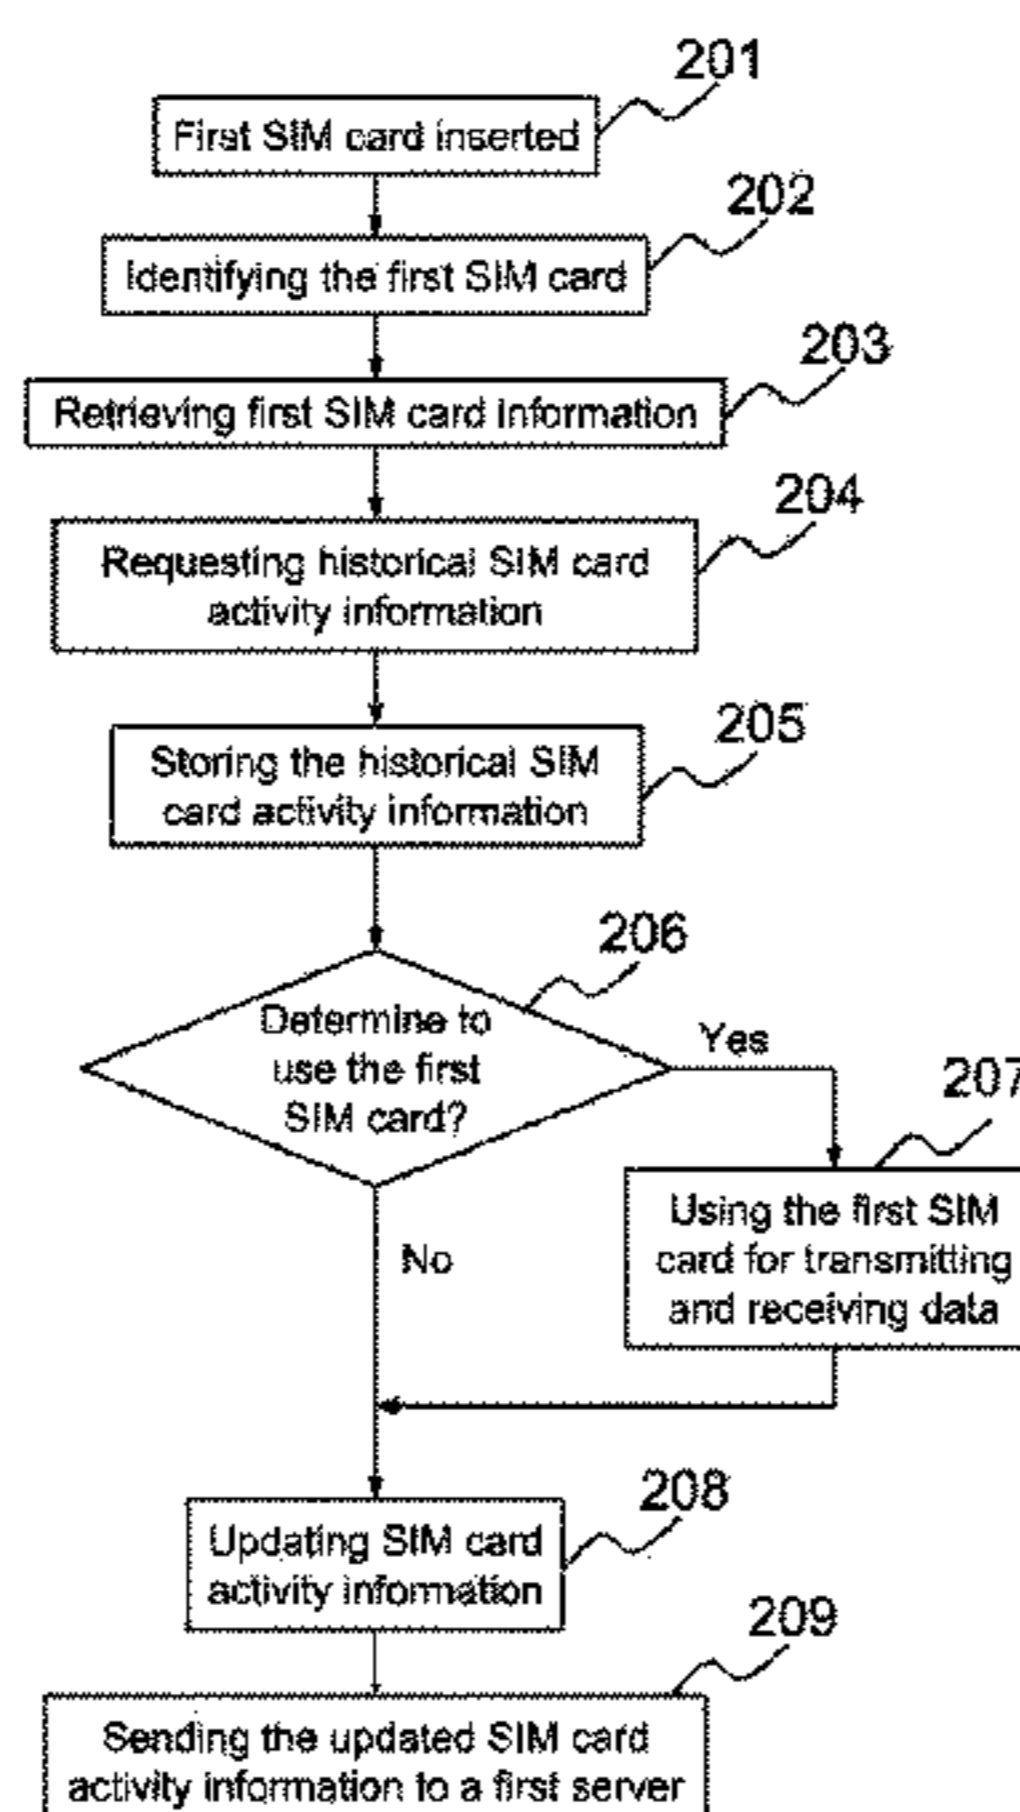 201
First SIM card inserted
202
Identifying the first SIM card
203
Retrieving first SIM card information
204
Requesting historical SIM card
activity information
205
Storing the historical SIM
card activity information
206
Determine to
use the first
SIM card?
Yes
207
Using the first SIM
card for transmitting
and receiving data
No
208
Updating SIM card
activity information
209
Sending the updated SIM card
activity information to a first server